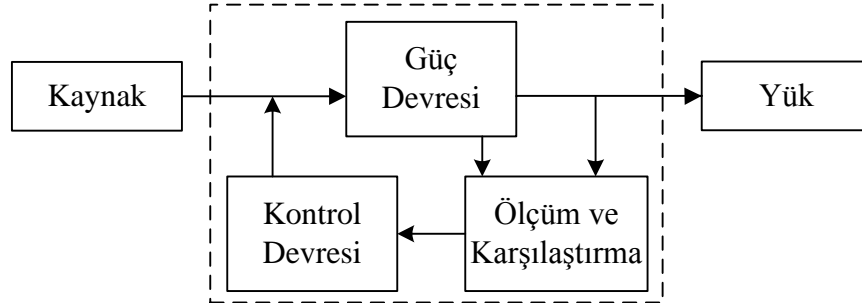 Kaynak
Güç
Devresi
Yük
Kontrol
Devresi
Ölçüm ve
Karşılaştırma